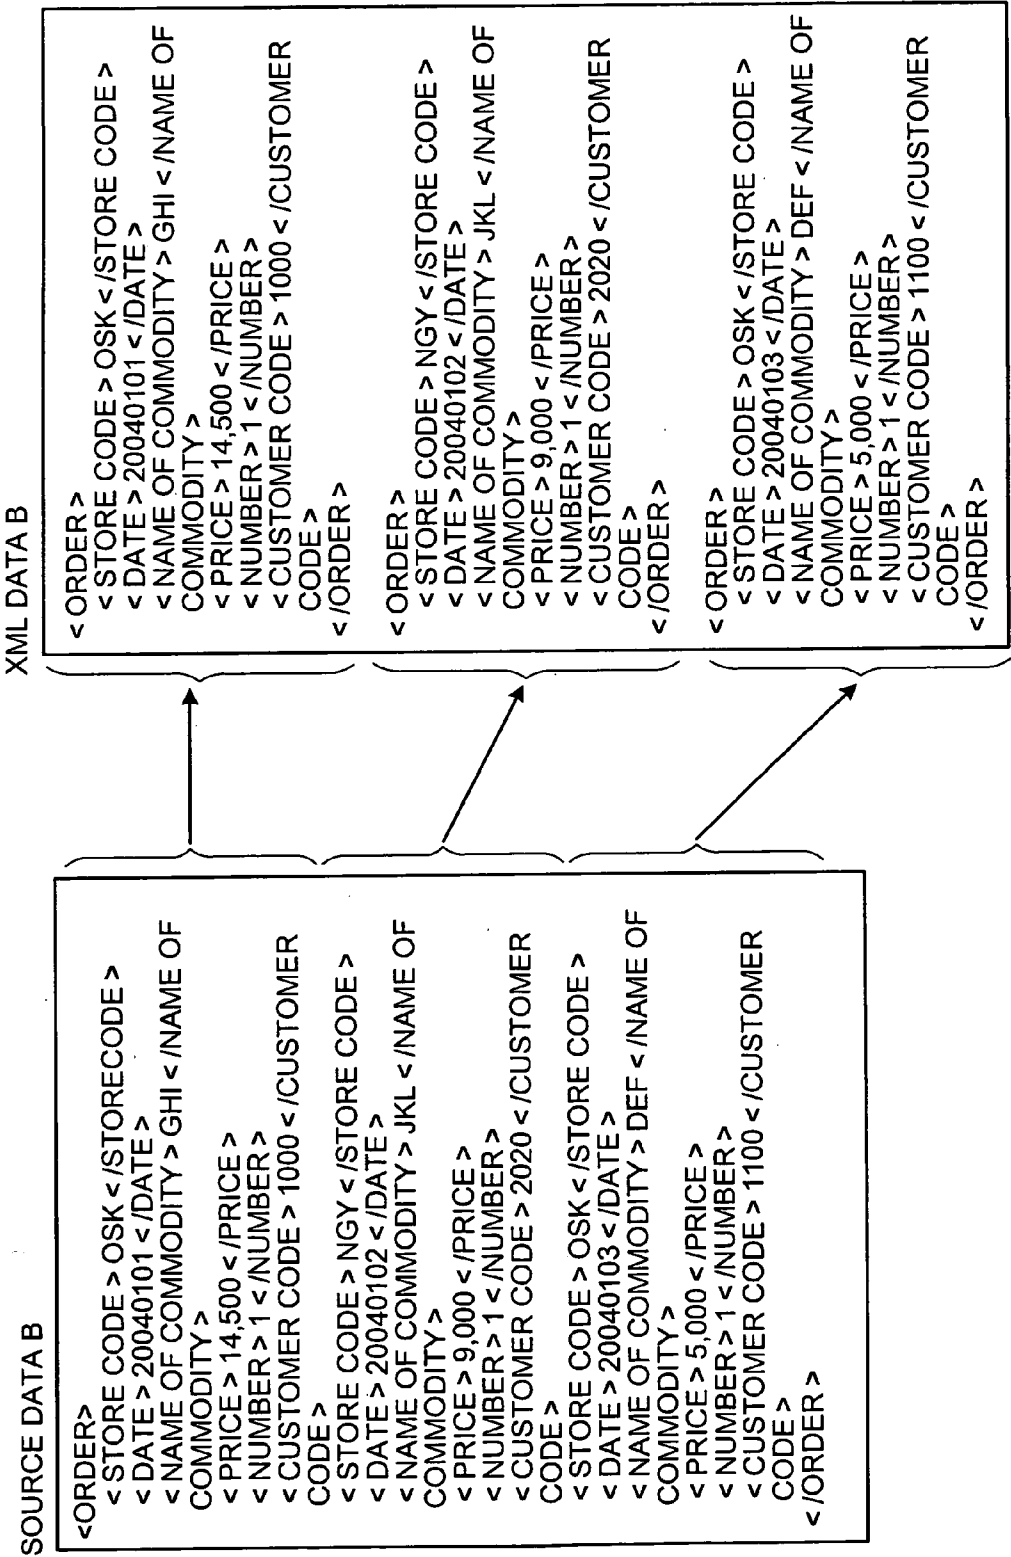 SOURCE DATA B
<ORDER>
< STORE CODE > OSK < /STORECODE >
< DATE > 20040101 < /DATE >
< NAME OF COMMODITY > GHI < /NAME OF
COMMODITY>
< PRICE > 14,500 < /PRICE >
< NUMBER > 1 < /NUMBER >
< CUSTOMER CODE > 1000 < /CUSTOMER
CODE >
< STORE CODE > NGY < /STORE CODE >
< DATE > 20040102 < /DATE >
< NAME OF COMMODITY > JKL < /NAME OF
COMMODITY >
< PRICE > 9,000 < /PRICE >
< NUMBER > 1 < /NUMBER >
< CUSTOMER CODE > 2020 < /CUSTOMER
CODE >
< STORE CODE > OSK < /STORE CODE >
< DATE > 20040103 < /DATE >
< NAME OF COMMODITY > DEF < /NAME OF
COMMODITY >
< PRICE > 5,000 < /PRICE >
< NUMBER > 1 < /NUMBER >
< CUSTOMER CODE > 1100 < /CUSTOMER
CODE >
< /ORDER >
XML DATA B
< ORDER >
< STORE CODE > OSK < /STORE CODE >
< DATE > 20040101 < /DATE >
< NAME OF COMMODITY > GHI < /NAME OF
COMMODITY >
< PRICE > 14,500 < /PRICE >
< NUMBER > 1 < /NUMBER >
< CUSTOMER CODE > 1000 < /CUSTOMER
CODE >
< /ORDER >
< ORDER >
< STORE CODE > NGY < /STORE CODE >
< DATE > 20040102 < /DATE >
< NAME OF COMMODITY > JKL < /NAME OF
COMMODITY >
< PRICE > 9,000 < /PRICE >
< NUMBER > 1 < /NUMBER >
< CUSTOMER CODE > 2020 < /CUSTOMER
CODE >
< /ORDER >
< ORDER >
< STORE CODE > OSK < /STORE CODE >
< DATE > 20040103 < /DATE >
< NAME OF COMMODITY > DEF < /NAME OF
COMMODITY >
< PRICE > 5,000 < /PRICE >
< NUMBER > 1 < /NUMBER >
< CUSTOMER CODE > 1100 < /CUSTOMER
CODE >
< /ORDER >